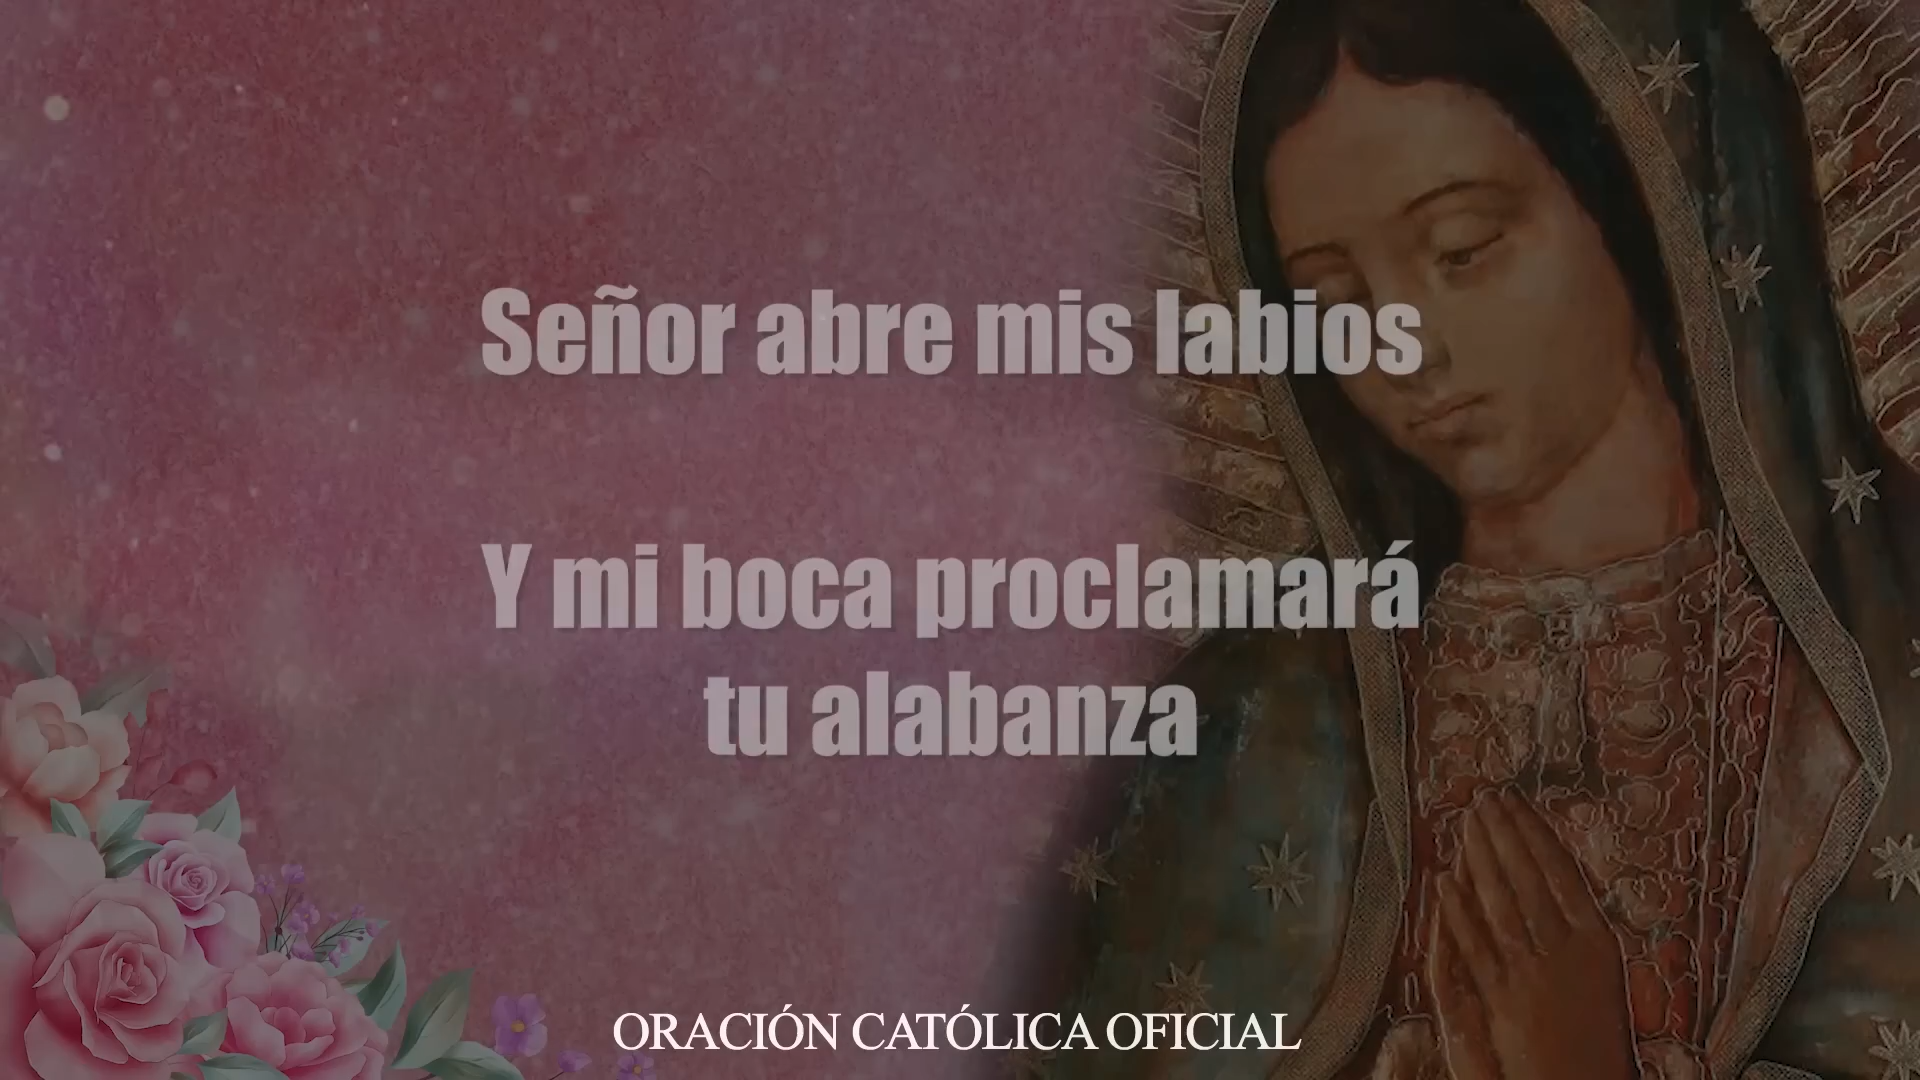 Señor abre mis labios
Y mi boca proclamará
tu alabanza
ORACIÓN CATÓLICA OFICIAL